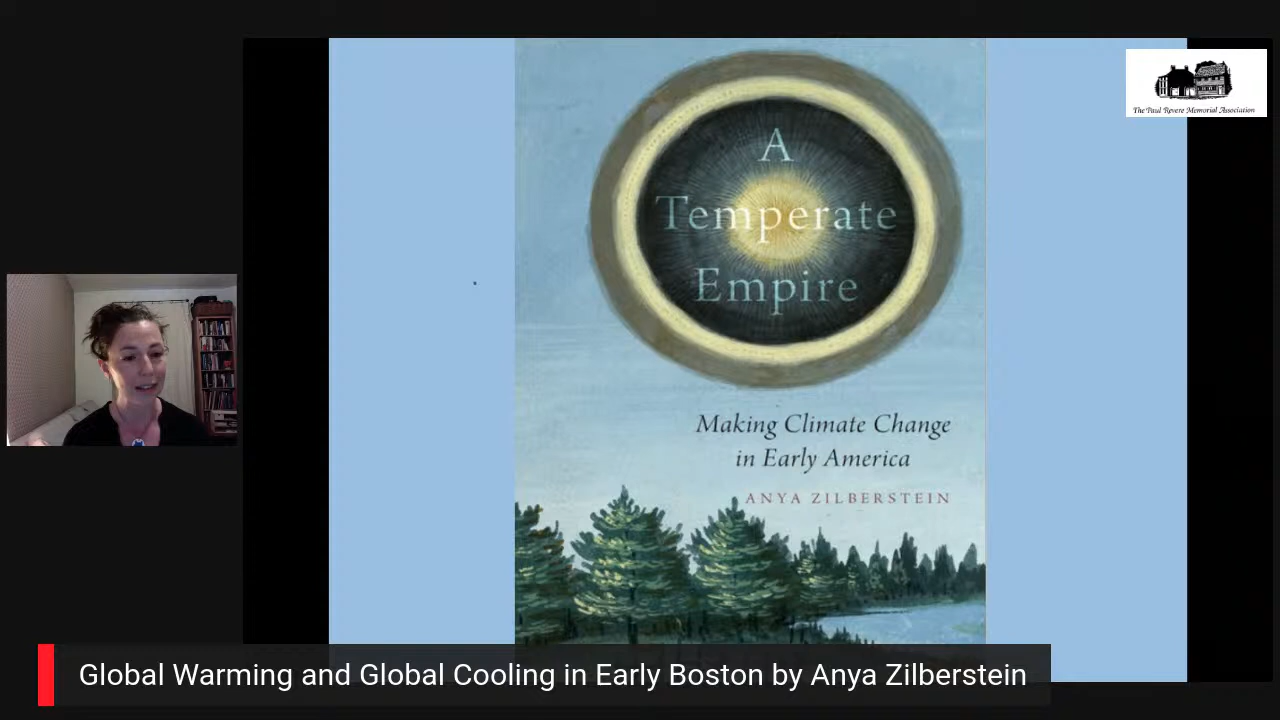 The Paul Revere Memorial Association
A
Temperate
Empire
Making Climate Change
in Early America
ANYA ZILBERSTEIN
Global Warming and Global Cooling in Early Boston by Anya Zilberstein